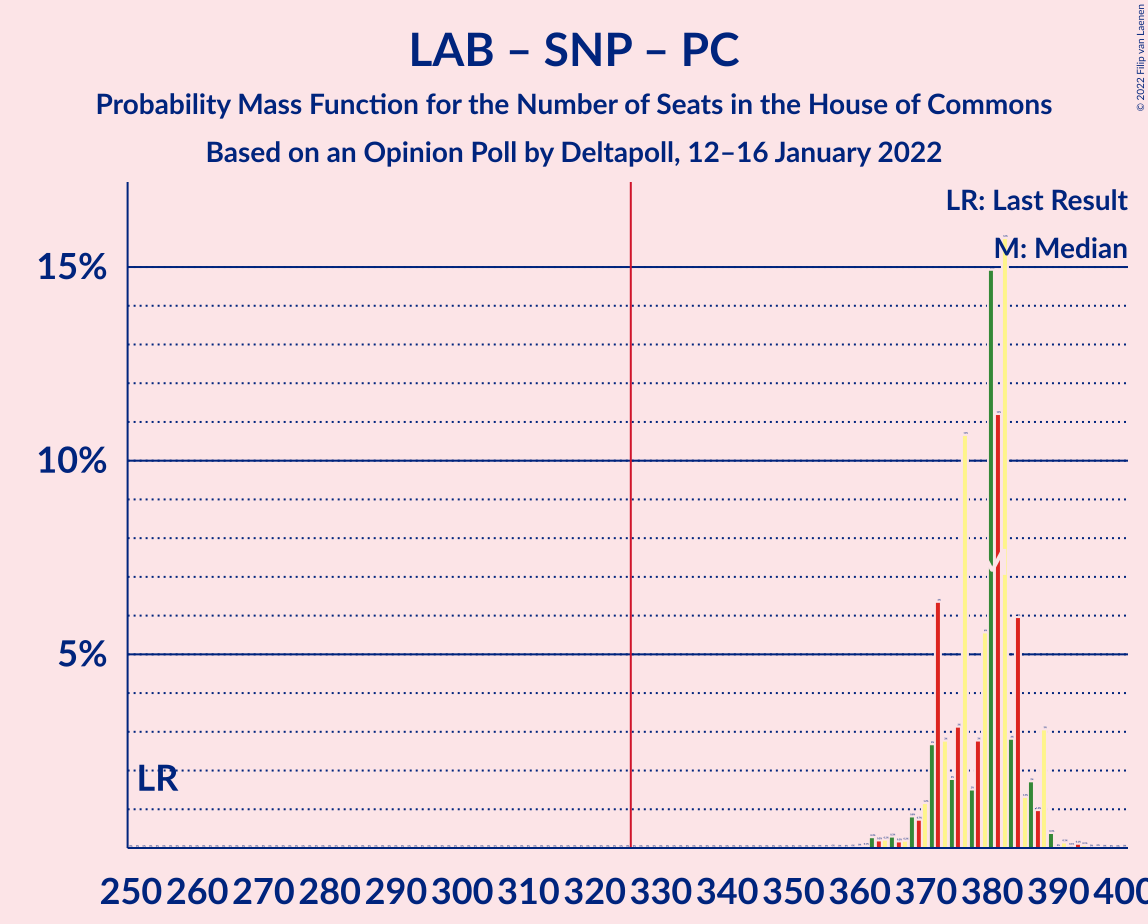 LAB – SNP – PC
Probability Mass Function for the Number of Seats in the House of Commons
Based on an Opinion Poll by Deltapoll, 12–16 January 2022
© 2022 Filip van Laenen
LR: Last Result
M: Median
15%
10%
5%
LR
M
250 260 270 280 290 300 310 320 330 340 350 360 370 380 390 400